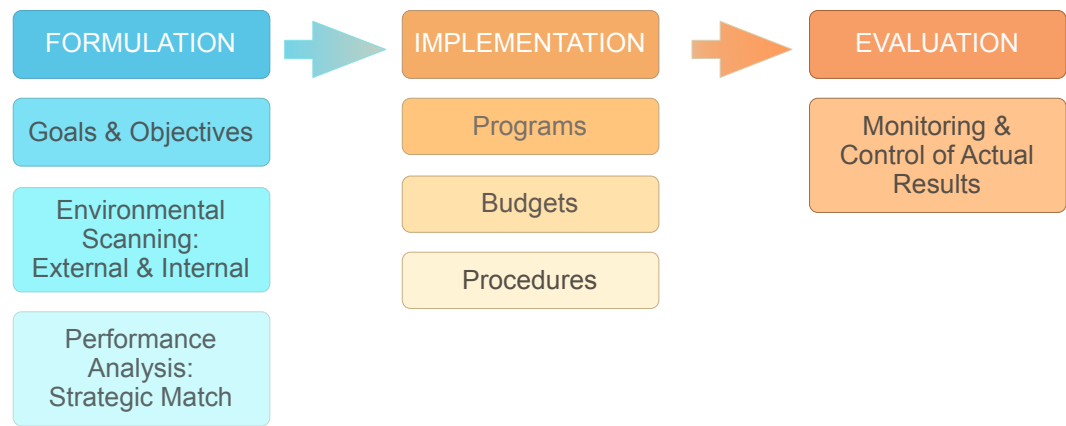 FORMULATION
Goals & Objectives
Environmental
Scanning:
External & Internal
Performance
Analysis:
Strategic Match
IMPLEMENTATION
Programs
Budgets
Procedures
EVALUATION
Monitoring &
Control of Actual
Results